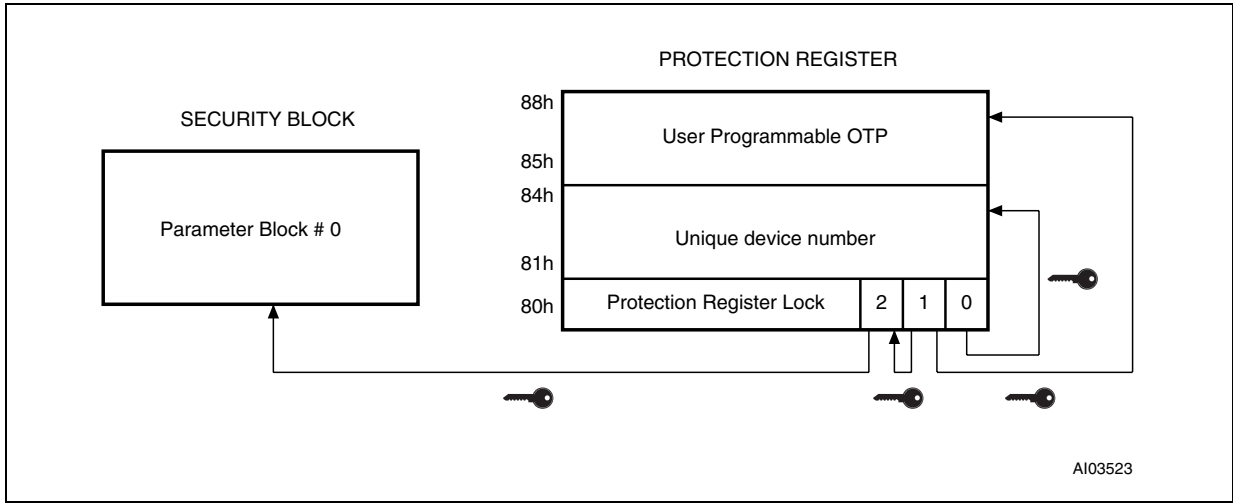 PROTECTION REGISTER
SECURITY BLOCK
88h
User Programmable OTP
85h
84h
Parameter Block # 0
Unique device number
81h
80h
Protection Register Lock 2 1 0
AI03523